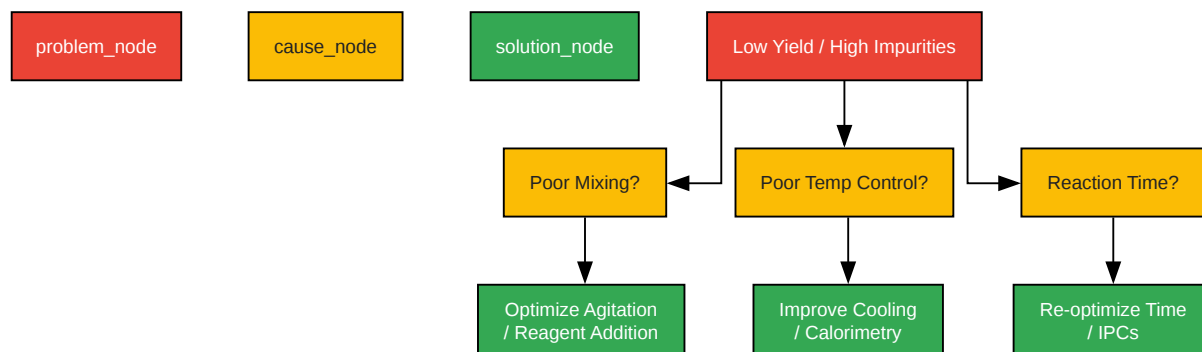 problem_node
cause_node
solution_node
Low Yield / High Impurities
Poor Mixing?
Poor Temp Control?
Reaction Time?
Optimize Agitation
/ Reagent Addition
Improve Cooling
/ Calorimetry
Re-optimize Time
/ IPCs